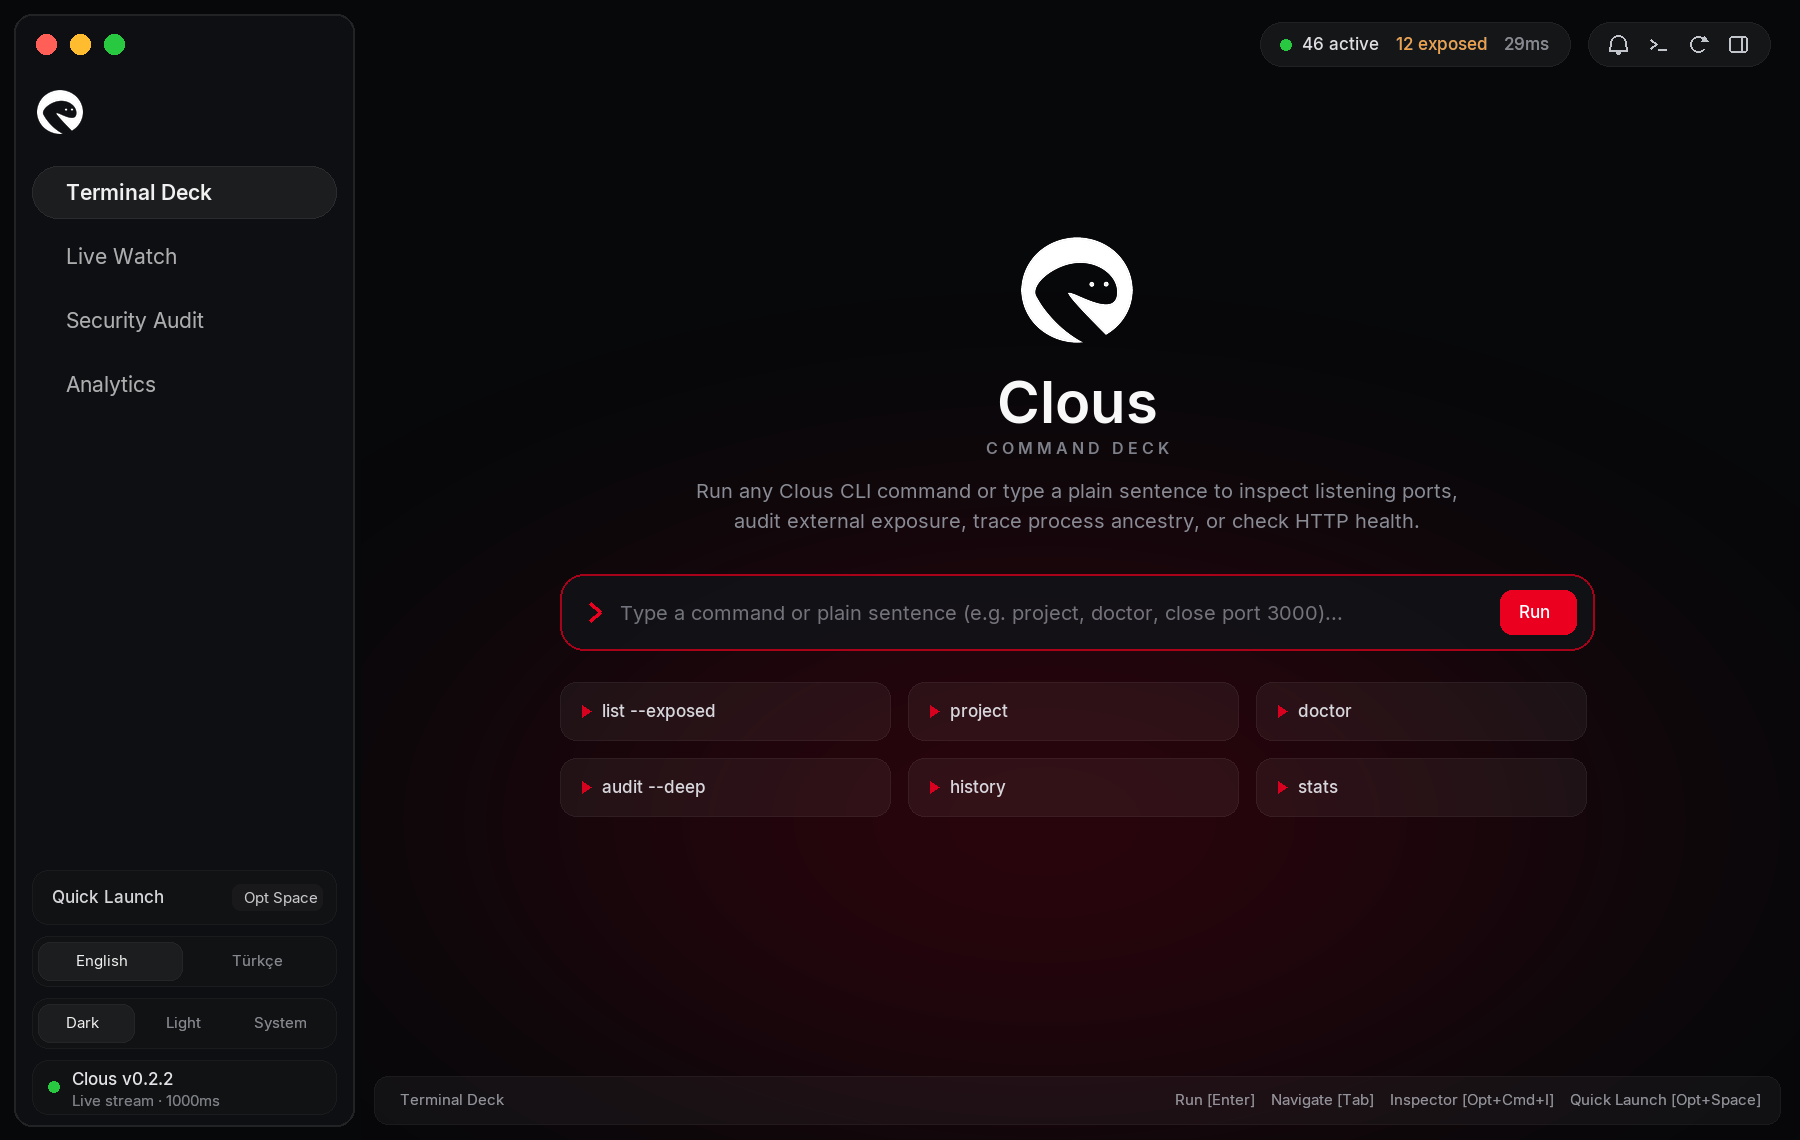 46 active 12 exposed 29ms
Terminal Deck
Live Watch
Security Audit
Analytics
Clous
COMMAND DECK
Run any Clous CLI command or type a plain sentence to inspect listening ports,
audit external exposure, trace process ancestry, or check HTTP health.
Type a command or plain sentence (e.g. project, doctor, close port 3000)...
Run
list --exposed
project
doctor
audit --deep
history
stats
Quick Launch Opt Space
English Türkçe
Dark Light System
Clous v0.2.2
Live stream · 1000ms
Terminal Deck
Run [Enter] Navigate [Tab] Inspector [Opt+Cmd+I] Quick Launch [Opt+Space]